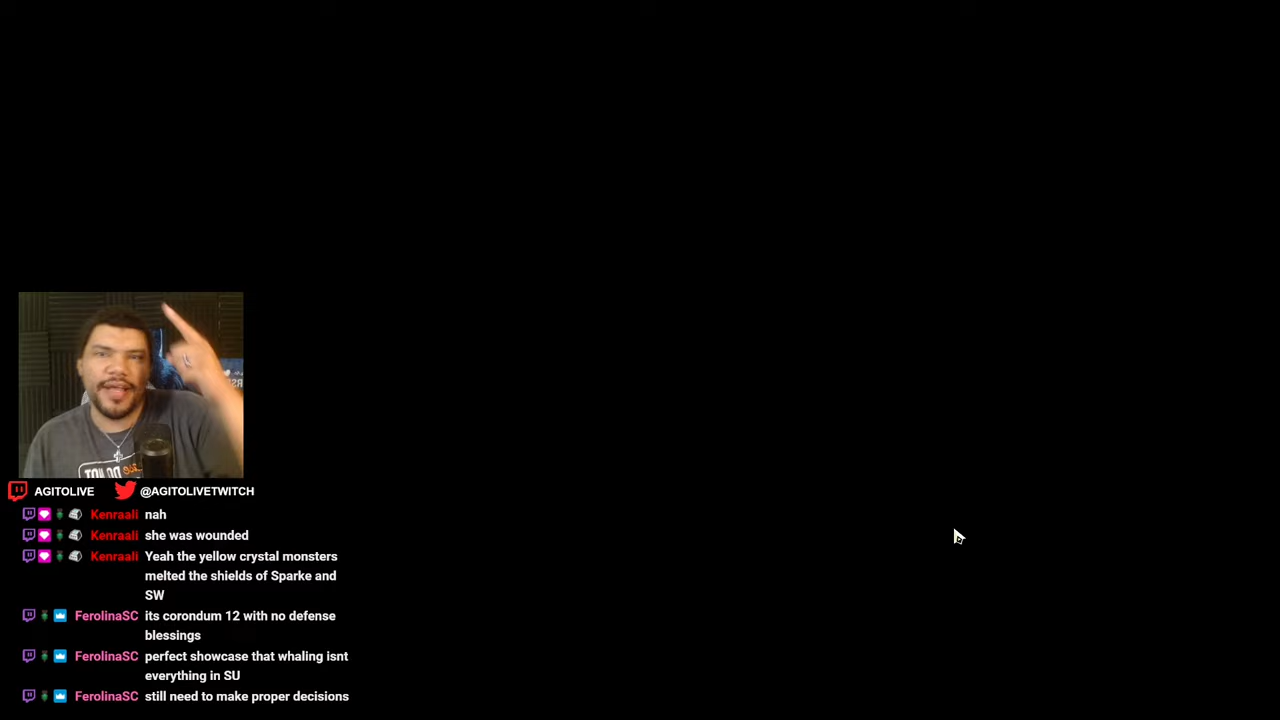 AGITOLIVE @AGITOLIVETWITCH
Kenraali nah
Kenraali she was wounded
Kenraali Yeah the yellow crystal monsters
melted the shields of Sparke and
SW
FerolinaSC its corondum 12 with no defense
blessings
FerolinaSC perfect showcase that whaling isnt
everything in SU
FerolinaSC still need to make proper decisions